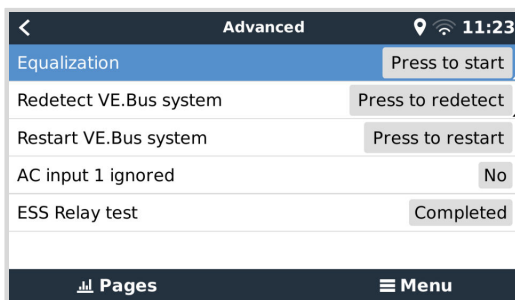 Advanced 11:23
Equalization Press to start
Redetect VE.Bus system Press to redetect
Restart VE.Bus system Press to restart
AC input 1 ignored No
ESS Relay test Completed
Pages Menu